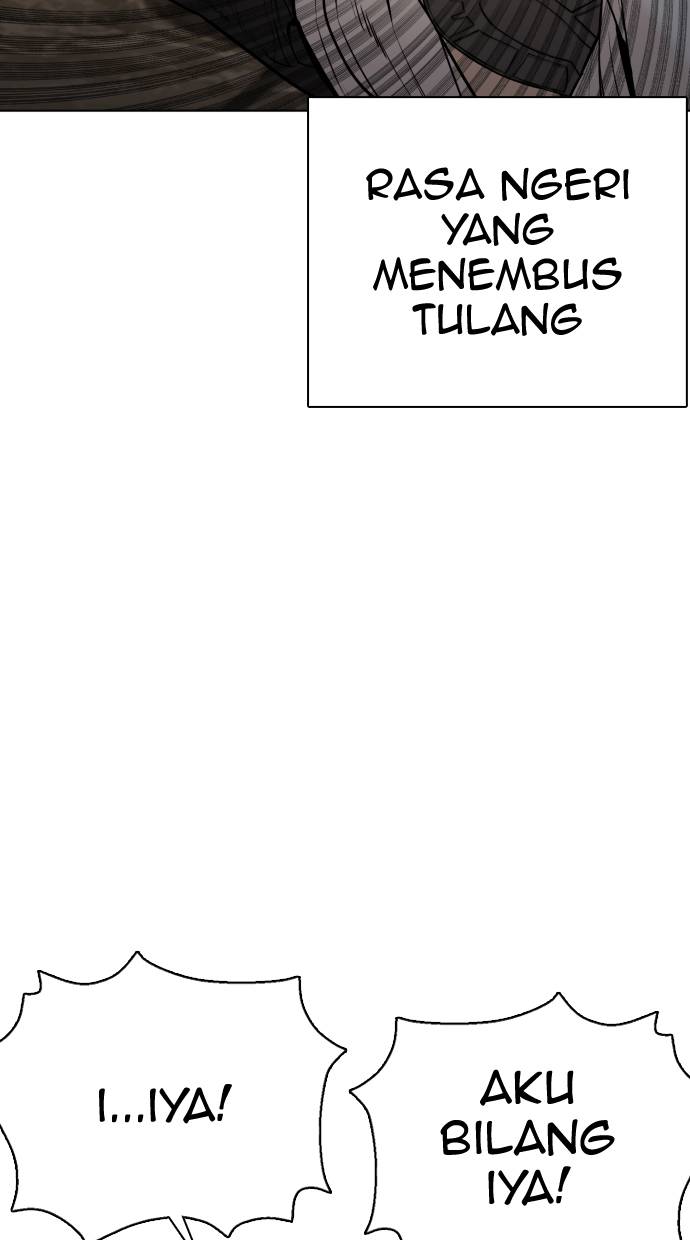 RASA NGERI
YANG
MENEMBUS
TULANG
I...IYA!
AKU
BILANG
IYA!